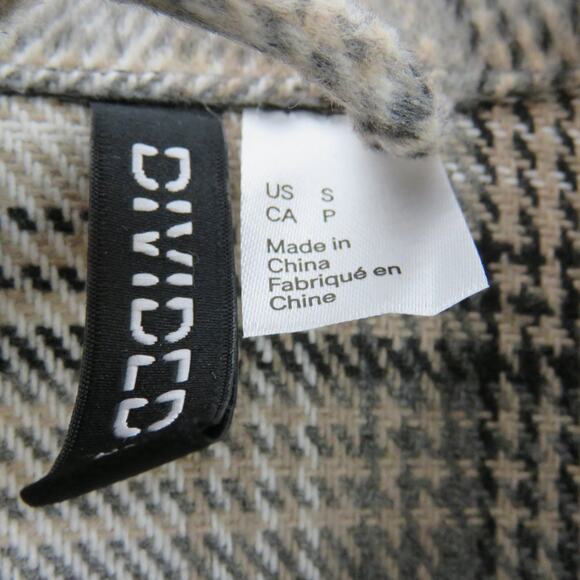 DIVIDED
US S
CA P
Made in
China
Fabriqué en
Chine